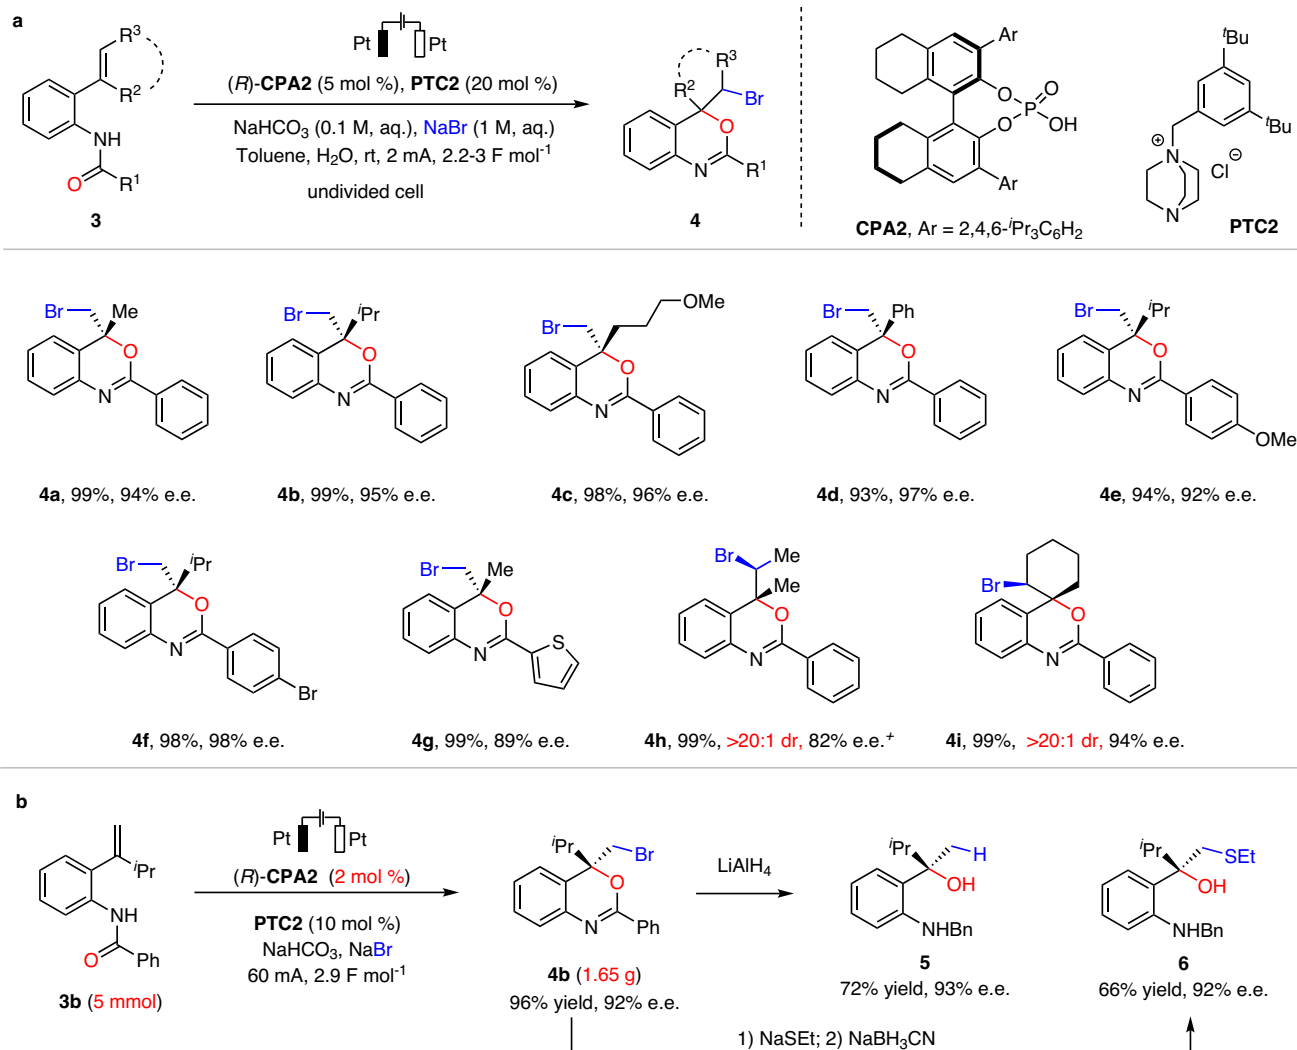 a
R³
R²
NH
O
R¹
3
Pt Pt
(R)-CPA2 (5 mol %), PTC2 (20 mol %)
NaHCO₃ (0.1 M, aq.), NaBr (1 M, aq.)
Toluene, H₂O, rt, 2 mA, 2.2-3 F mol⁻¹
undivided cell
R³
R²
Br
O
N
R¹
4
Ar
O
O
P
O
OH
Ar
CPA2, Ar = 2,4,6-ⁱPr₃C₆H₂
ᵗBu
ᵗBu
+
N
Cl⊖
N
PTC2
Br
Me
O
N
4a, 99%, 94% e.e.
Br
ⁱPr
O
N
4b, 99%, 95% e.e.
OMe
Br
O
N
4c, 98%, 96% e.e.
Br
Ph
O
N
4d, 93%, 97% e.e.
Br
ⁱPr
O
N
OMe
4e, 94%, 92% e.e.
Br
ⁱPr
O
N
Br
4f, 98%, 98% e.e.
Br
Me
O
N
S
4g, 99%, 89% e.e.
Br
Me
Me
O
N
4h, 99%, >20:1 dr, 82% e.e.⁺
Br
O
N
4i, 99%, >20:1 dr, 94% e.e.
b
ⁱPr
NH
O
Ph
3b (5 mmol)
Pt Pt
(R)-CPA2 (2 mol %)
PTC2 (10 mol %)
NaHCO₃, NaBr
60 mA, 2.9 F mol⁻¹
ⁱPr
Br
O
N
Ph
4b (1.65 g)
96% yield, 92% e.e.
LiAlH₄
ⁱPr
H
OH
NHBn
5
72% yield, 93% e.e.
ⁱPr
SEt
OH
NHBn
6
66% yield, 92% e.e.
1) NaSEt; 2) NaBH₃CN